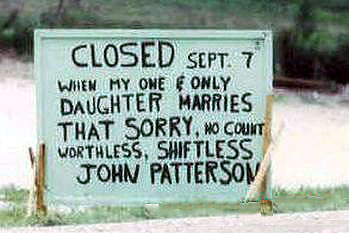 CLOSED SEPT. 7
WHEN MY ONE & ONLY
DAUGHTER MARRIES
THAT SORRY, NO COUNT
WORTHLESS, SHIFTLESS
JOHN PATTERSON